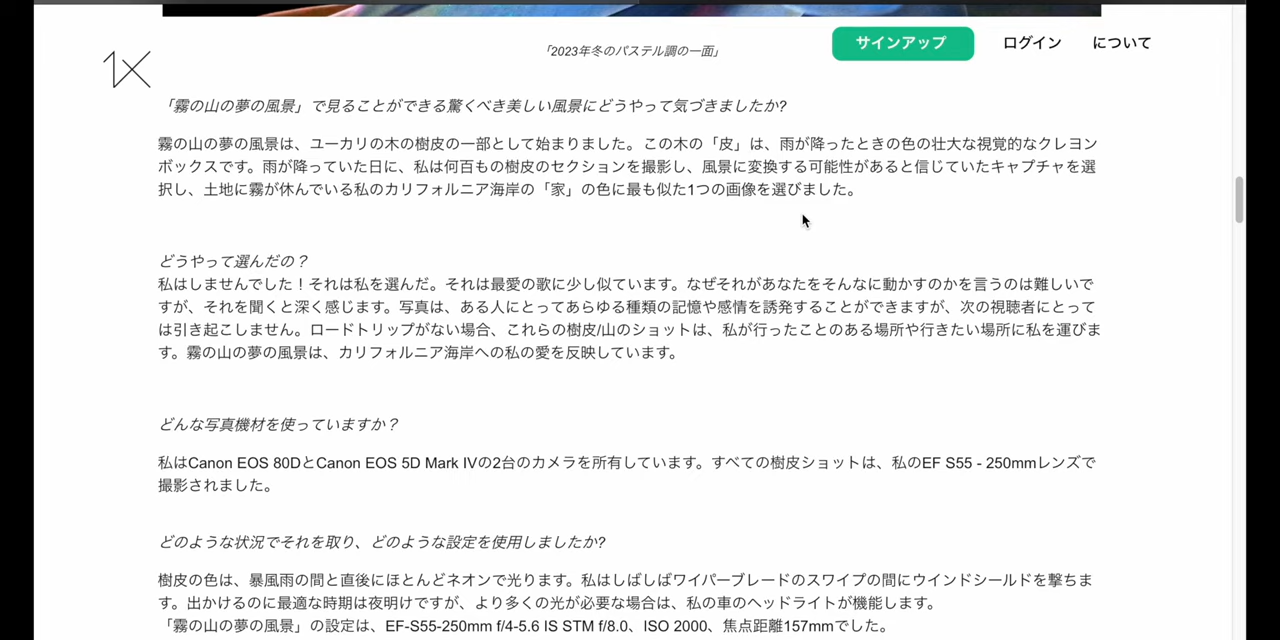 「2023年冬のパステル調の一面」
サインアップ
ログイン
について
1X
「霧の山の夢の風景」で見ることができる驚くべき美しい風景にどうやって気づきましたか?
霧の山の夢の風景は、ユーカリの木の樹皮の一部として始まりました。この木の「皮」は、雨が降ったときの色の壮大な視覚的なクレヨン
ボックスです。雨が降っていた日に、私は何百もの樹皮のセクションを撮影し、風景に変換する可能性があると信じていたキャプチャを選
択し、土地に霧が休んでいる私のカリフォルニア海岸の「家」の色に最も似た1つの画像を選びました。
どうやって選んだの？
私はしませんでした！それは私を選んだ。それは最愛の歌に少し似ています。なぜそれがあなたをそんなに動かすのかを言うのは難しいで
すが、それを聞くと深く感じます。写真は、ある人にとってあらゆる種類の記憶や感情を誘発することができますが、次の視聴者にとって
は引き起こしません。ロードトリップがない場合、これらの樹皮/山のショットは、私が行ったことのある場所や行きたい場所に私を運びま
す。霧の山の夢の風景は、カリフォルニア海岸への私の愛を反映しています。
どんな写真機材を使っていますか？
私はCanon EOS 80DとCanon EOS 5D Mark IVの2台のカメラを所有しています。すべての樹皮ショットは、私のEF S55 - 250mmレンズで
撮影されました。
どのような状況でそれを取り、どのような設定を使用しましたか?
樹皮の色は、暴風雨の間と直後にほとんどネオンで光ります。私はしばしばワイパーブレードのスワイプの間にウインドシールドを撃ちま
す。出かけるのに最適な時期は夜明けですが、より多くの光が必要な場合は、私の車のヘッドライトが機能します。
「霧の山の夢の風景」の設定は、EF-S55-250mm f/4-5.6 IS STM f/8.0、ISO 2000、焦点距離157mmでした。